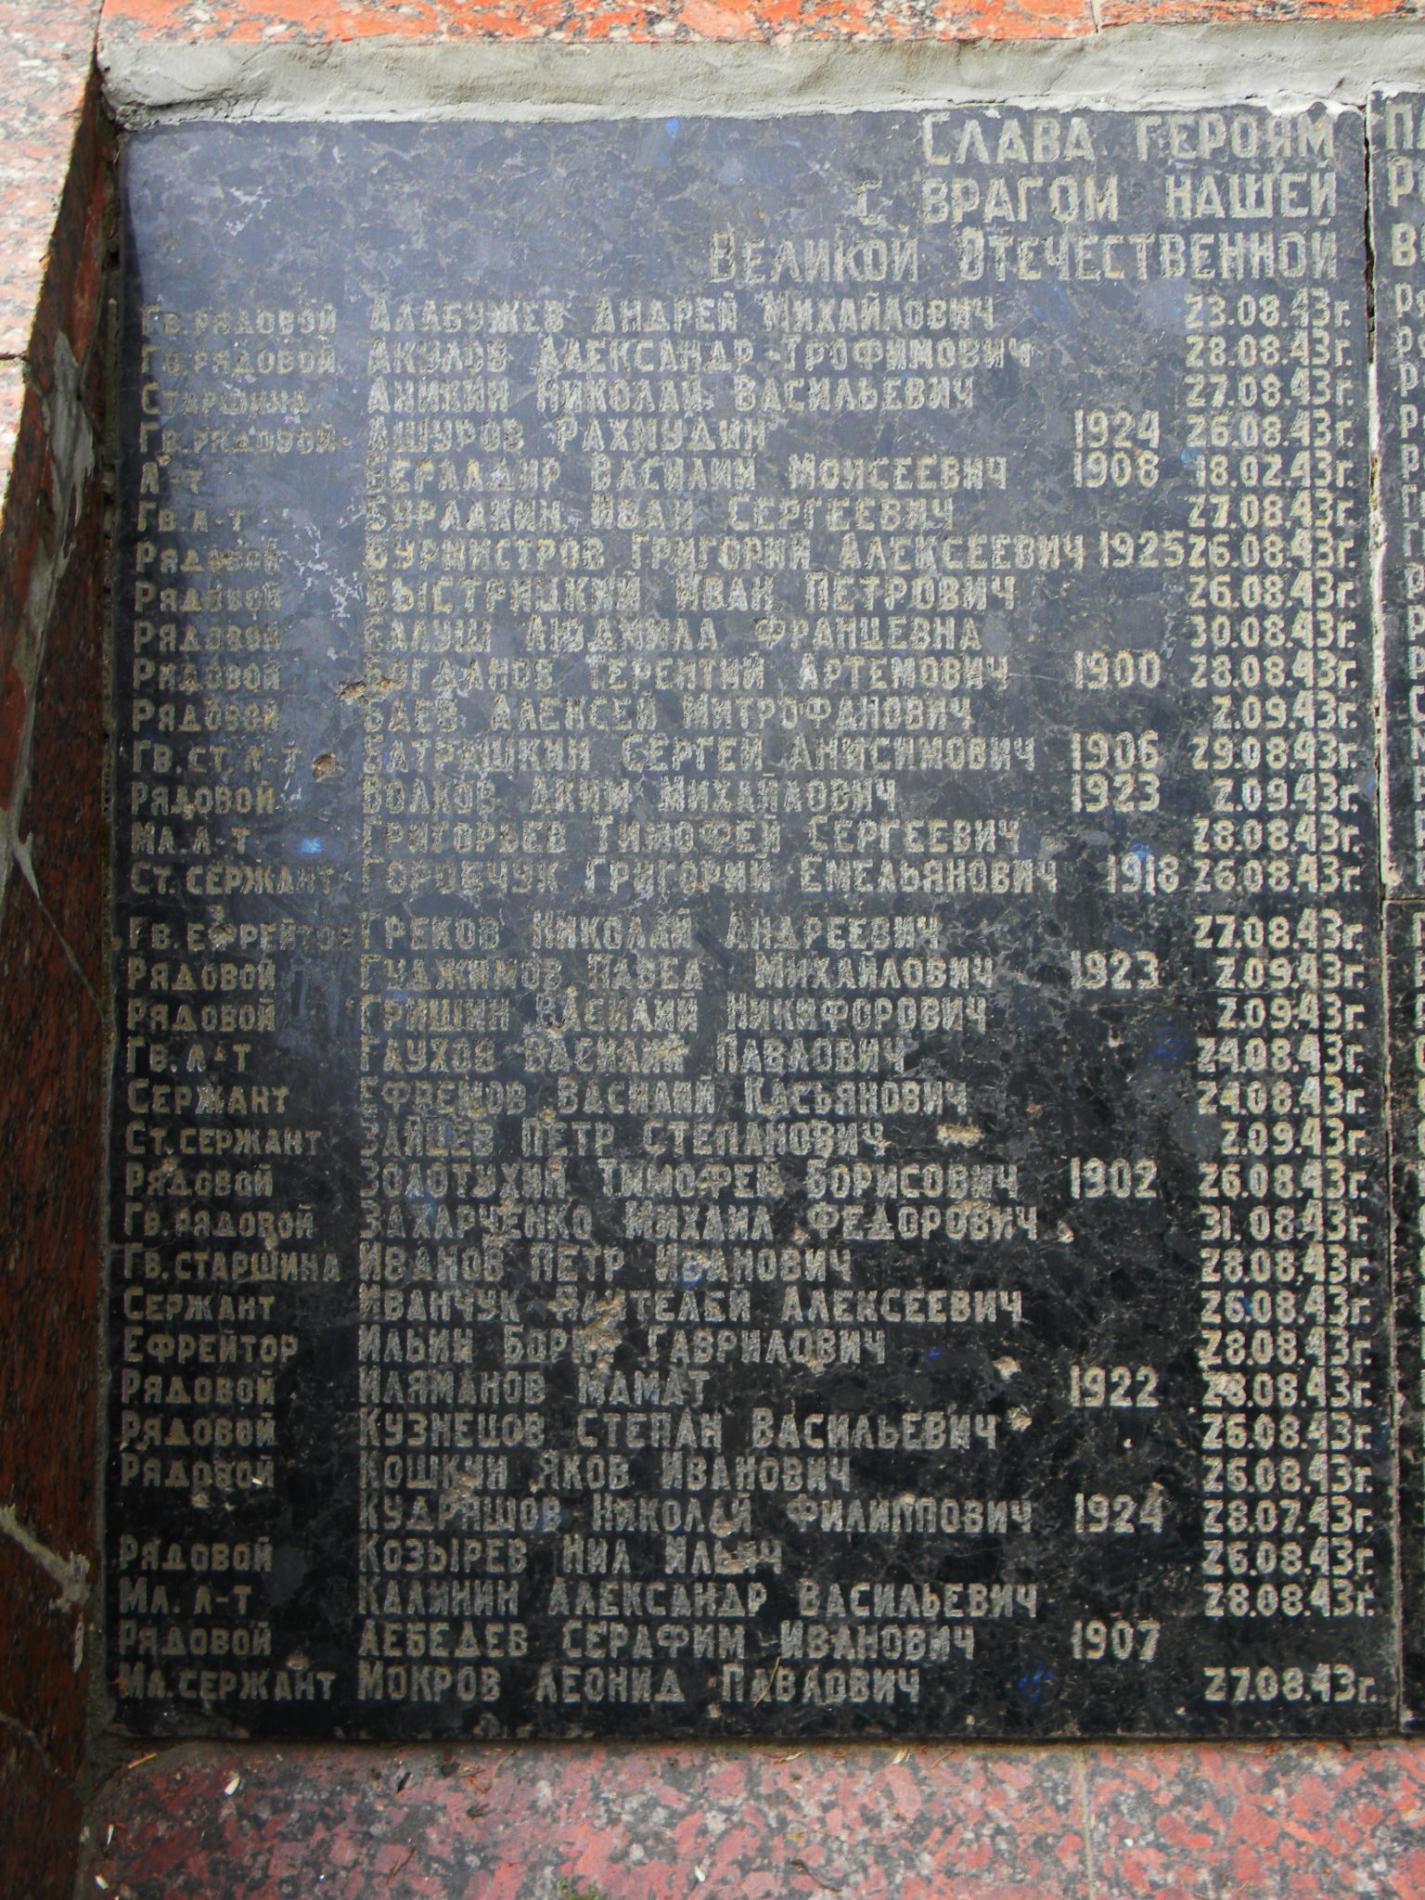 Слава героям
с врагом нашей
Великой Отечественной
Гв.рядовой Алабужев Андрей Михайлович 23.08.43г.
Гв.рядовой Акулов Александр Трофимович 28.08.43г.
Старшина Аникин Николай Васильевич 27.08.43г.
Гв.рядовой Ашуров Рахмудин 1924 26.08.43г.
Л-т Бераадир Василий Моисеевич 1908 18.02.43г.
Гв.л-т Бурлакин Иван Сергеевич 27.08.43г.
Рядовой Бурмистров Григорий Алексеевич 1925 26.08.43г.
Рядовой Быстрицкий Иван Петрович 26.08.43г.
Рядовой Балущ Людмила Францевна 30.08.43г.
Рядовой Богданов Терентий Артемович 1900 28.08.43г.
Рядовой Баев Алексей Митрофанович 2.09.43г.
Гв.ст.л-т Батрушкин Сергей Анисимович 1906 29.08.43г.
Рядовой Волков Аким Михайлович 1923 2.09.43г.
Мл.л-т Григорьев Тимофей Сергеевич 28.08.43г.
Ст.сержант Горобчук Григорий Емельянович 1918 26.08.43г.
Гв.ефрейтор Греков Николай Андреевич 27.08.43г.
Рядовой Гуджимов Павел Михайлович 1923 2.09.43г.
Рядовой Гришин Василий Никифорович 2.09.43г.
Гв.л-т Глухов Василий Павлович 24.08.43г.
Сержант Ефремов Василий Касьянович 24.08.43г.
Ст.сержант Зайцев Петр Степанович 2.09.43г.
Рядовой Золотухин Тимофей Борисович 1902 26.08.43г.
Гв.рядовой Захарченко Михаил Федорович 31.08.43г.
Гв.старшина Иванов Петр Иванович 28.08.43г.
Сержант Иванчук Пантелей Алексеевич 26.08.43г.
Ефрейтор Ильин Борис Гаврилович 28.08.43г.
Рядовой Иляманов Мамат 1922 28.08.43г.
Рядовой Кузнецов Степан Васильевич 26.08.43г.
Рядовой Кошкин Яков Иванович 26.08.43г.
Кудряшов Николай Филиппович 1924 28.07.43г.
Рядовой Козырев Нил Ильич 26.08.43г.
Мл. л-т Калинин Александр Васильевич 28.08.43г.
Рядовой Лебедев Серафим Иванович 1907
Мл.сержант Мокров Леонид Павлович 27.08.43г.